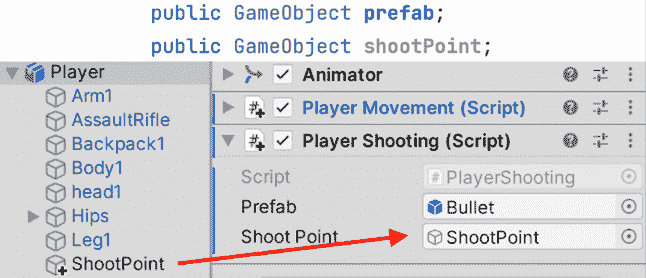 public GameObject prefab;
public GameObject shootPoint;
Player
Arm1
AssaultRifle
Backpack1
Body1
head1
Hips
Leg1
ShootPoint
Animator
# Player Movement (Script)
# Player Shooting (Script)
Script # PlayerShooting
Prefab Bullet
Shoot Point ShootPoint